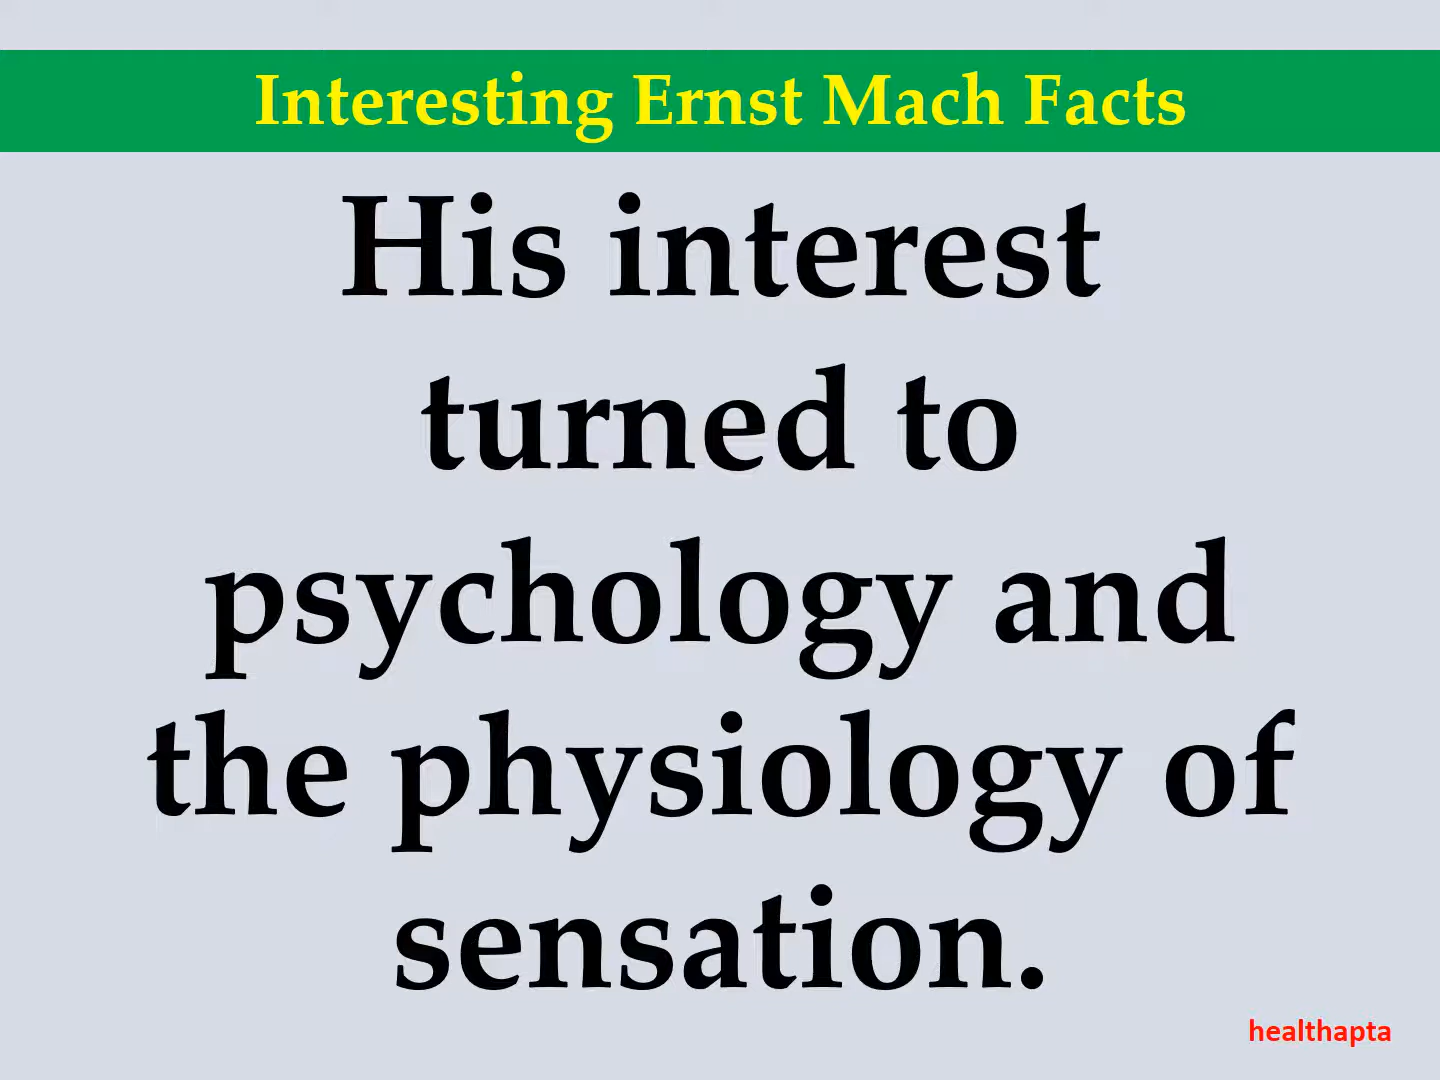 Interesting Ernst Mach Facts
His interest
turned to
psychology and
the physiology of
sensation.
healthapta